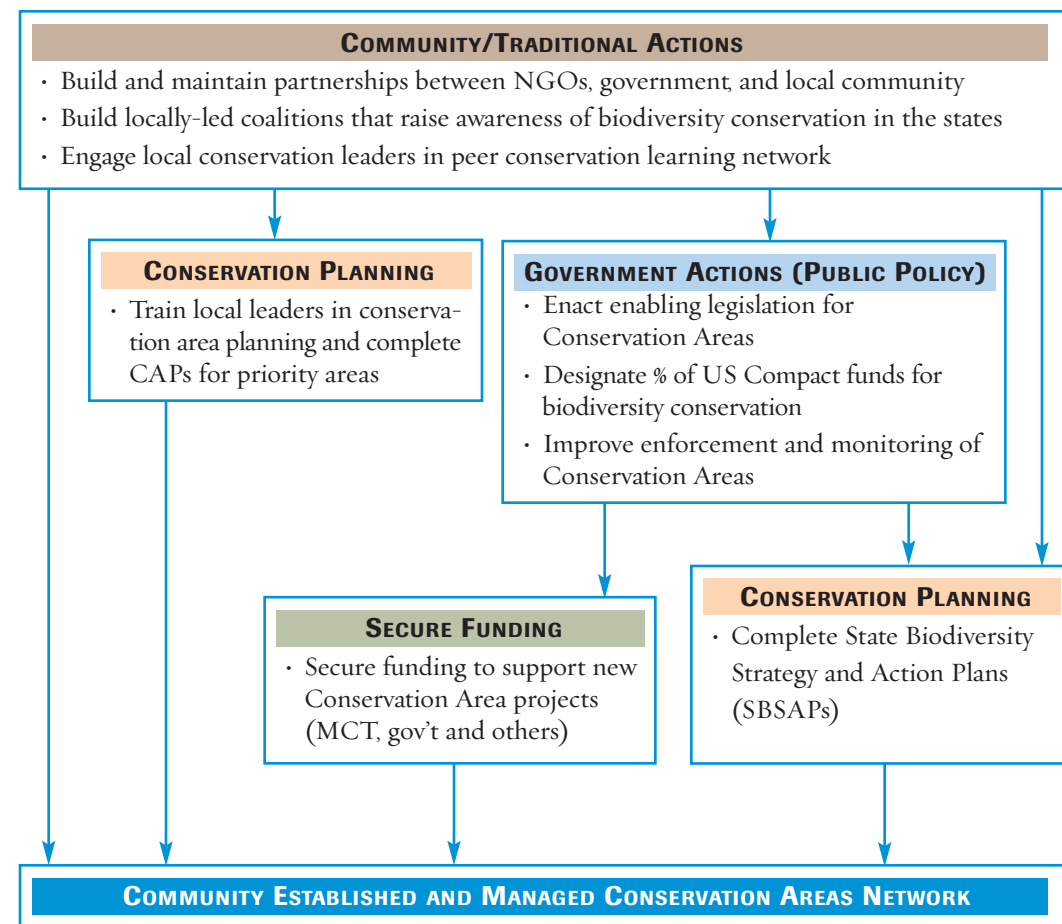 COMMUNITY/TRADITIONAL ACTIONS
· Build and maintain partnerships between NGOs, government, and local community
· Build locally-led coalitions that raise awareness of biodiversity conservation in the states
· Engage local conservation leaders in peer conservation learning network
CONSERVATION PLANNING
· Train local leaders in conserva-
tion area planning and complete
CAPs for priority areas
GOVERNMENT ACTIONS (PUBLIC POLICY)
· Enact enabling legislation for
Conservation Areas
· Designate % of US Compact funds for
biodiversity conservation
· Improve enforcement and monitoring of
Conservation Areas
SECURE FUNDING
· Secure funding to support new
Conservation Area projects
(MCT, gov't and others)
CONSERVATION PLANNING
· Complete State Biodiversity
Strategy and Action Plans
(SBSAPs)
COMMUNITY ESTABLISHED AND MANAGED CONSERVATION AREAS NETWORK